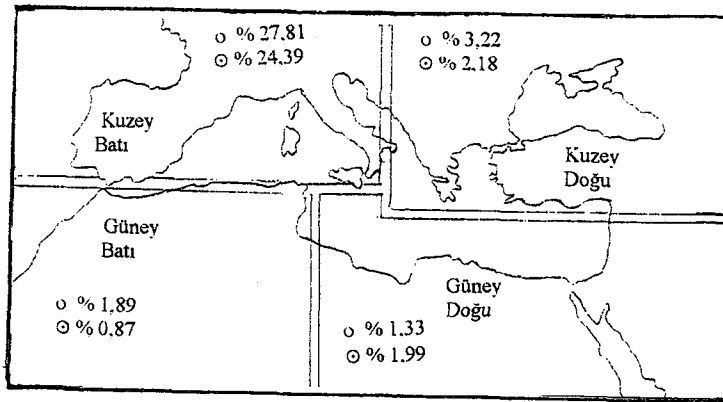 ○ % 27,81
⊙ % 24,39
○ % 3,22
⊙ % 2,18
Kuzey
Batı
Kuzey
Doğu
Güney
Batı
Güney
Doğu
○ % 1,89
⊙ % 0,87
○ % 1.33
⊙ % 1.99